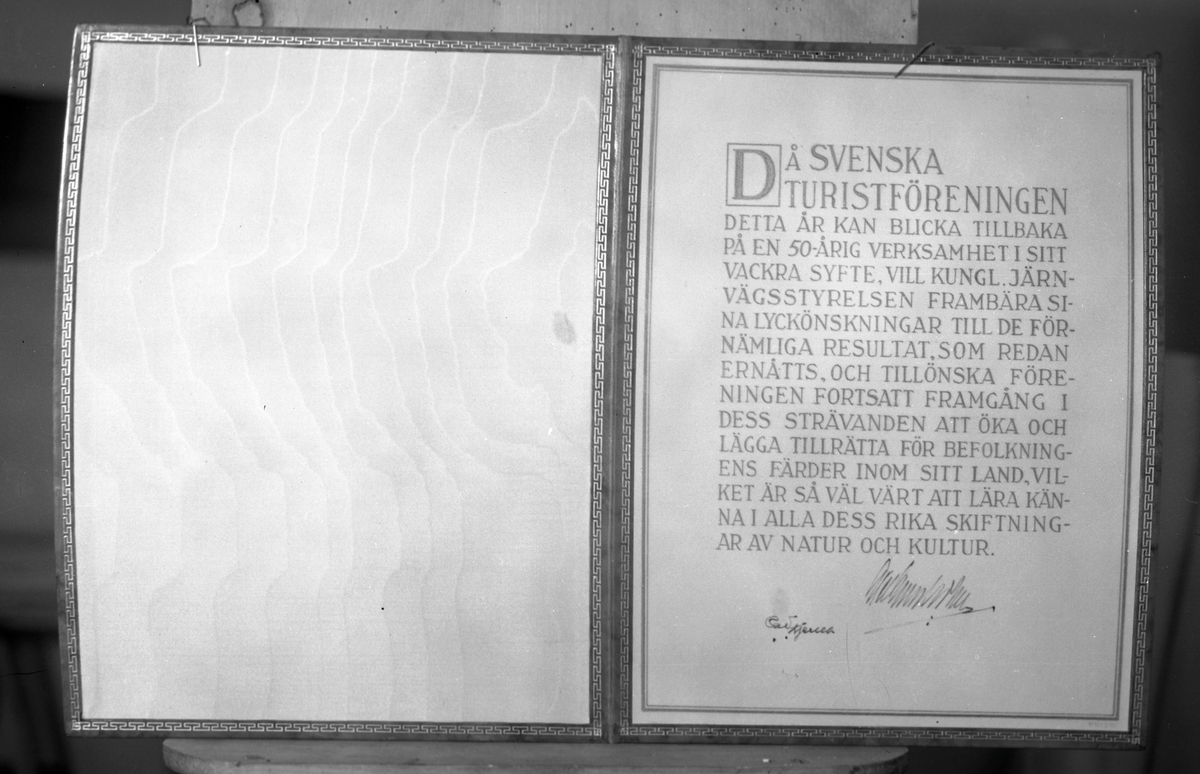 DÅ SVENSKA
TURISTFÖRENINGEN
DETTA ÅR KAN BLICKA TILLBAKA
PÅ EN 50-ÅRIG VERKSAMHET I SITT
VACKRA SYFTE, VILL KUNGL. JÄRN-
VÄGSSTYRELSEN FRAMBÄRA SI-
NA LYCKÖNSKNINGAR TILL DE FÖR-
NÄMLIGA RESULTAT, SOM REDAN
ERNÅTTS, OCH TILLÖNSKA FÖRE-
NINGEN FORTSATT FRAMGÅNG I
DESS STRÄVANDEN ATT ÖKA OCH
LÄGGA TILLRÄTTA FÖR BEFOLKNING-
ENS FÄRDER INOM SITT LAND, VIL-
KET ÄR SÅ VÄL VÄRT ATT LÄRA KÄN-
NA I ALLA DESS RIKA SKIFTNING-
AR AV NATUR OCH KULTUR.